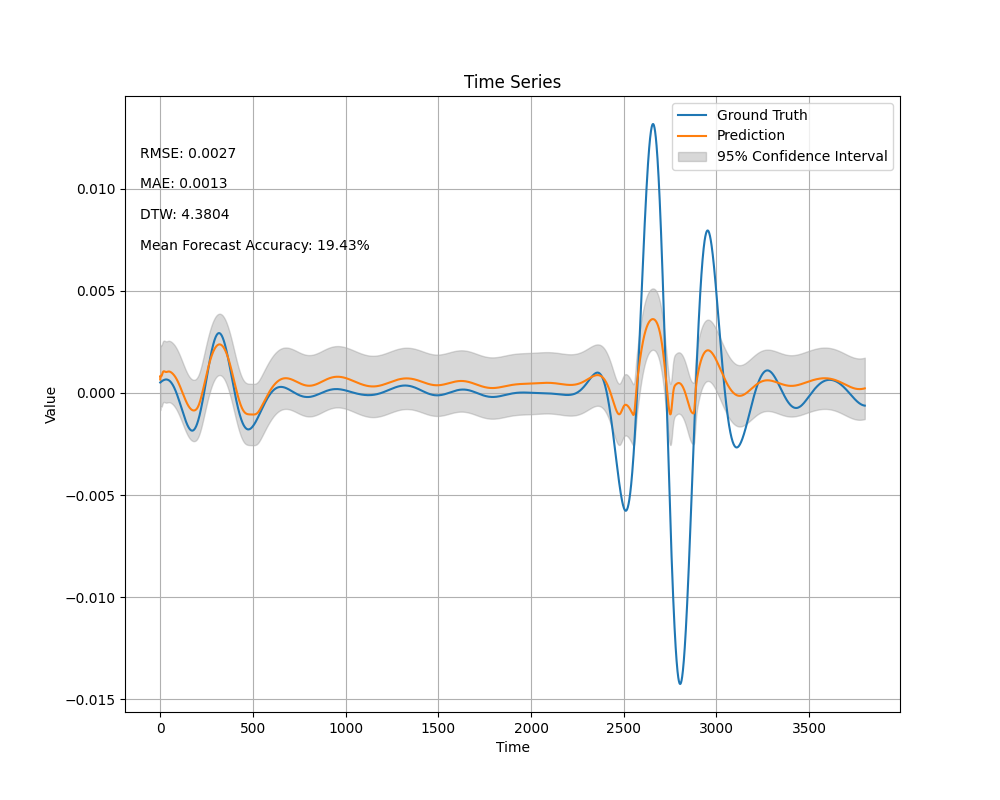 Time Series
Ground Truth
Prediction
95% Confidence Interval
RMSE: 0.0027
MAE: 0.0013
DTW: 4.3804
Mean Forecast Accuracy: 19.43%
Value
0.010
0.005
0.000
−0.005
−0.010
−0.015
0 500 1000 1500 2000 2500 3000 3500
Time